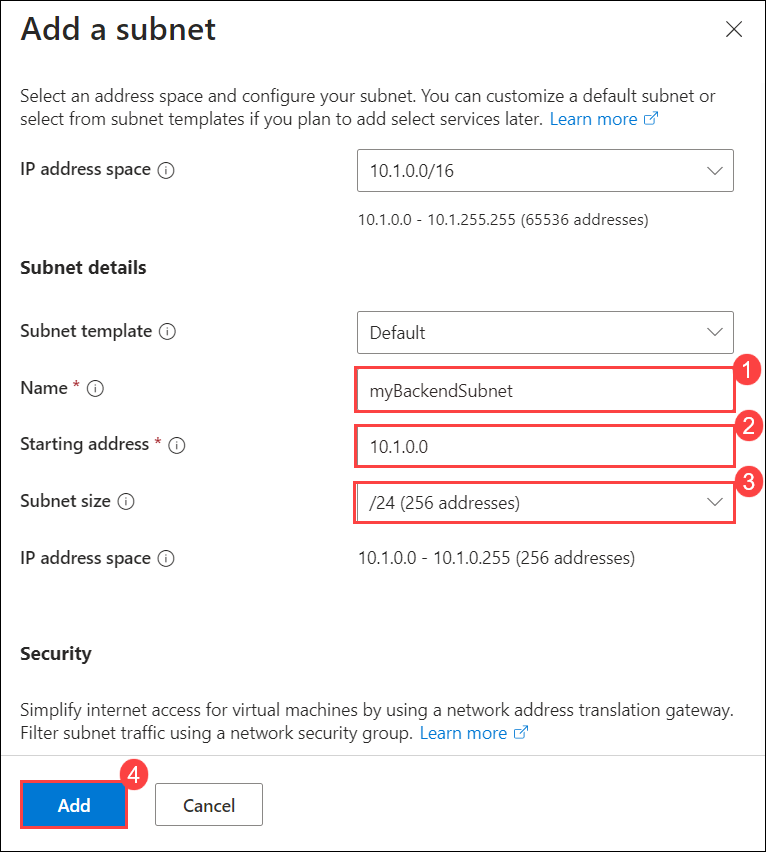 Add a subnet
Select an address space and configure your subnet. You can customize a default subnet or
select from subnet templates if you plan to add select services later. Learn more
IP address space
10.1.0.0/16
10.1.0.0 - 10.1.255.255 (65536 addresses)
Subnet details
Subnet template
Default
Name *
myBackendSubnet
1
Starting address *
10.1.0.0
2
Subnet size
/24 (256 addresses)
3
IP address space
10.1.0.0 - 10.1.0.255 (256 addresses)
Security
Simplify internet access for virtual machines by using a network address translation gateway.
Filter subnet traffic using a network security group. Learn more
Add
4
Cancel